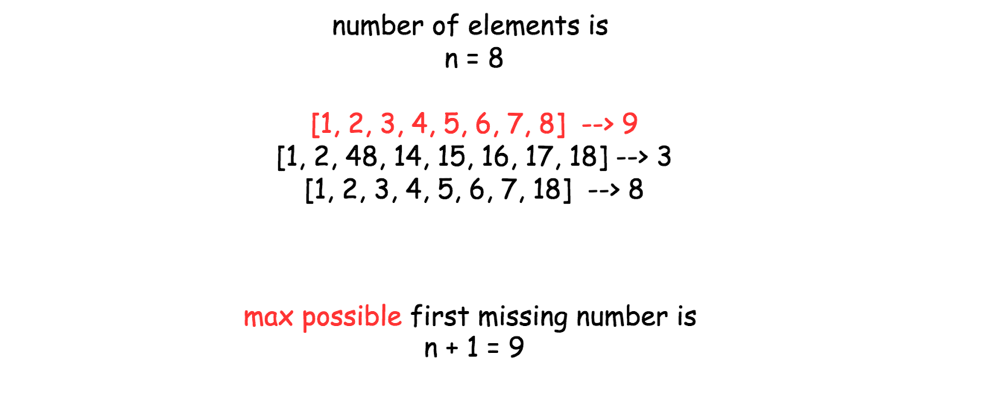 number of elements is
n = 8
[1, 2, 3, 4, 5, 6, 7, 8] --> 9
[1, 2, 48, 14, 15, 16, 17, 18] --> 3
[1, 2, 3, 4, 5, 6, 7, 18] --> 8
max possible first missing number is
n + 1 = 9